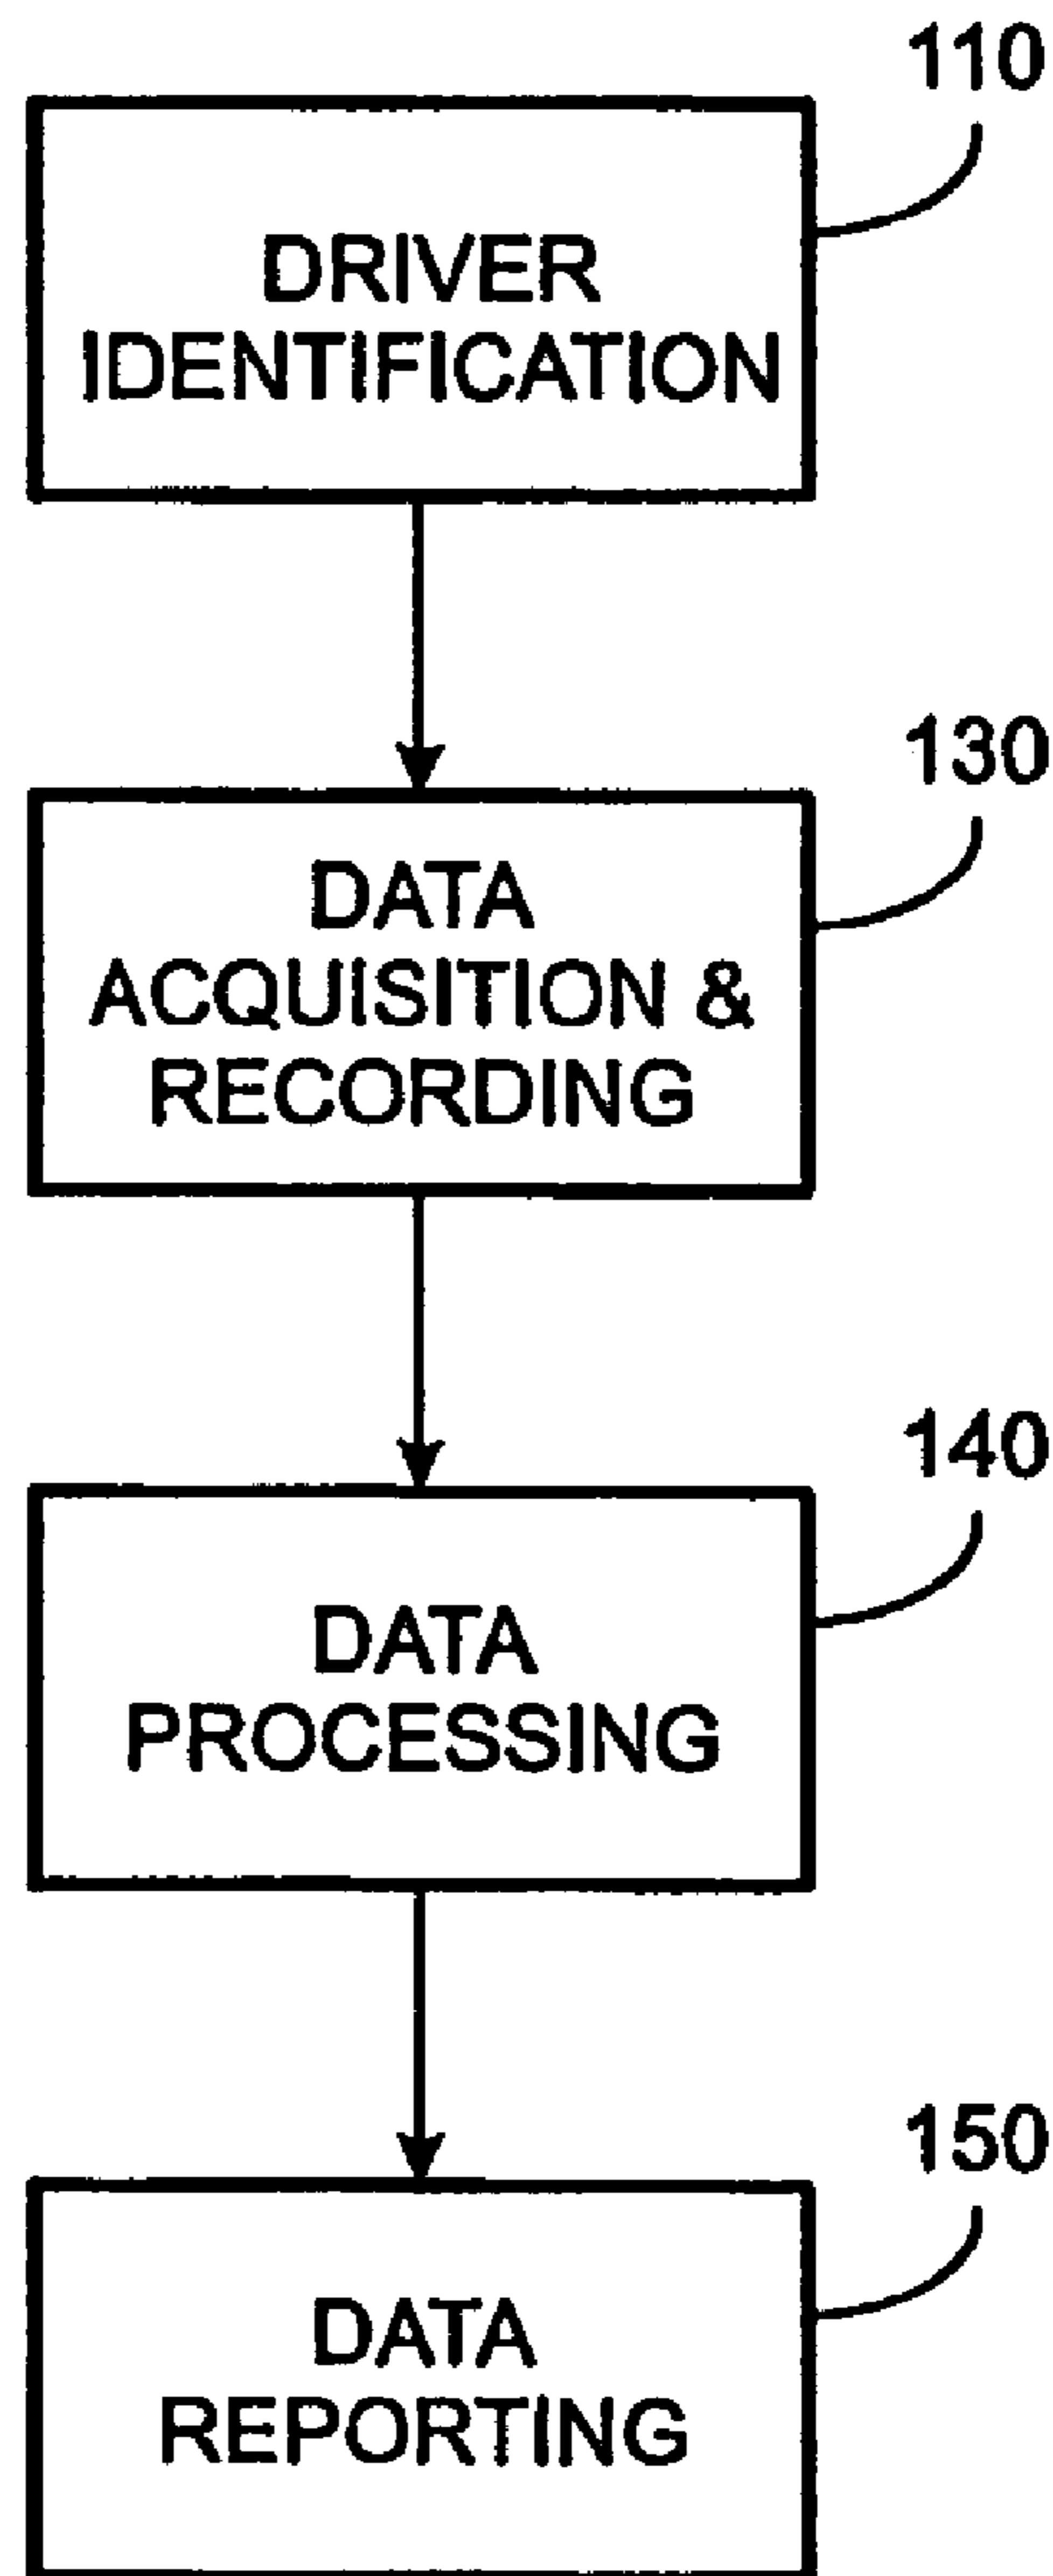 110
DRIVER
IDENTIFICATION
130
DATA
ACQUISITION &
RECORDING
140
DATA
PROCESSING
150
DATA
REPORTING